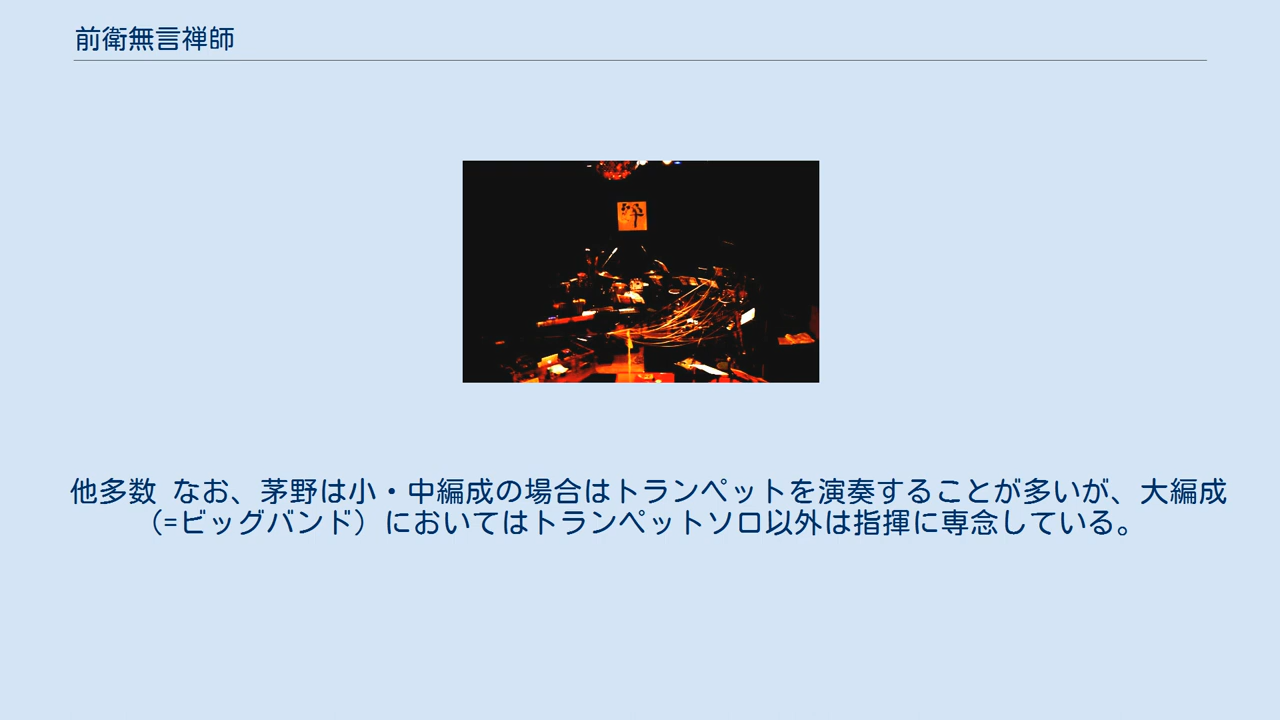 前衛無言禅師
他多数 なお、茅野は小・中編成の場合はトランペットを演奏することが多いが、大編成
（=ビッグバンド）においてはトランペットソロ以外は指揮に専念している。